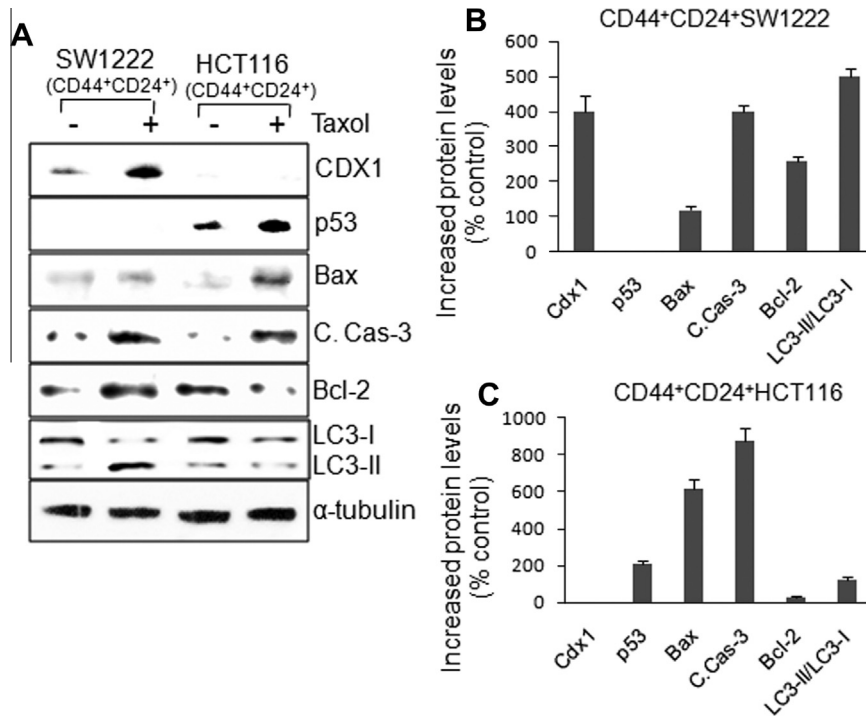 A
SW1222
(CD44+CD24+)
HCT116
(CD44+CD24+)
- + - + Taxol
CDX1
p53
Bax
C. Cas-3
Bcl-2
LC3-I
LC3-II
α-tubulin
B
CD44+CD24+SW1222
Increased protein levels
(% control)
600
500
400
300
200
100
0
Cdx1
p53
Bax
C.Cas-3
Bcl-2
LC3-II/LC3-I
C
CD44+CD24+HCT116
Increased protein levels
(% control)
1000
800
600
400
200
0
Cdx1
p53
Bax
C.Cas-3
Bcl-2
LC3-II/LC3-I